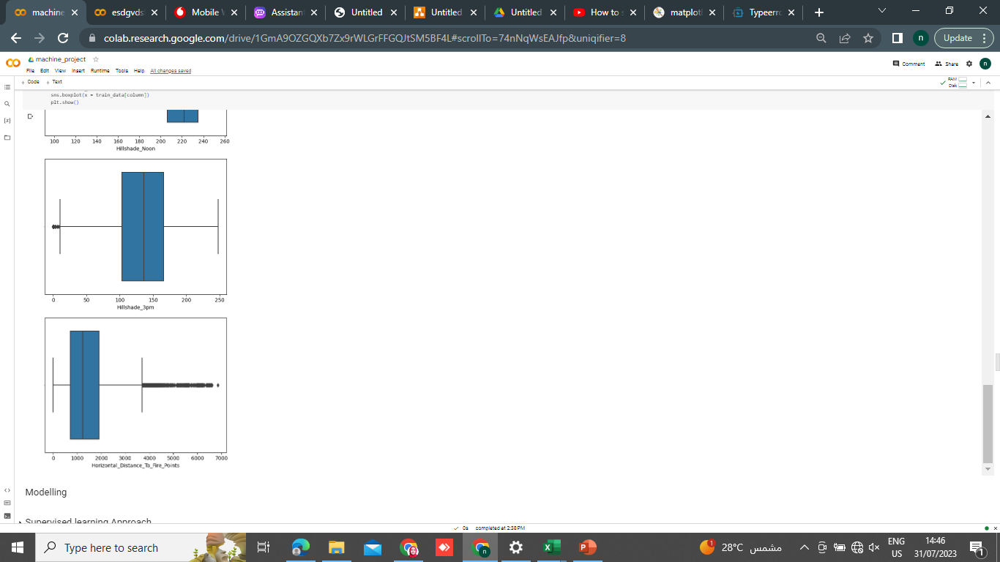 machine
esdgvds
Mobile V
Assistan
Untitled
Untitled
Untitled
How to s
matplotl
Typeerro
colab.research.google.com/drive/1GmA9OZGQXb7Zx9rWLGrFFGQJtSM5BF4L#scrollTo=74nNqWsEAJfp&uniqifier=8
n
Update
machine_project
File Edit View Insert Runtime Tools Help All changes saved
Comment
Share
n
+ Code + Text
RAM
Disk
sns.boxplot(x = train_data[column])
plt.show()
{x}
100 120 140 160 180 200 220 240 260
Hillshade_Noon
0 50 100 150 200 250
Hillshade_3pm
0 1000 2000 3000 4000 5000 6000 7000
Horizontal_Distance_To_Fire_Points
Modelling
Supervised learning Approach
0s completed at 2:38 PM
Type here to search
1
28°C مشمس
ENG
US
14:46
31/07/2023
1